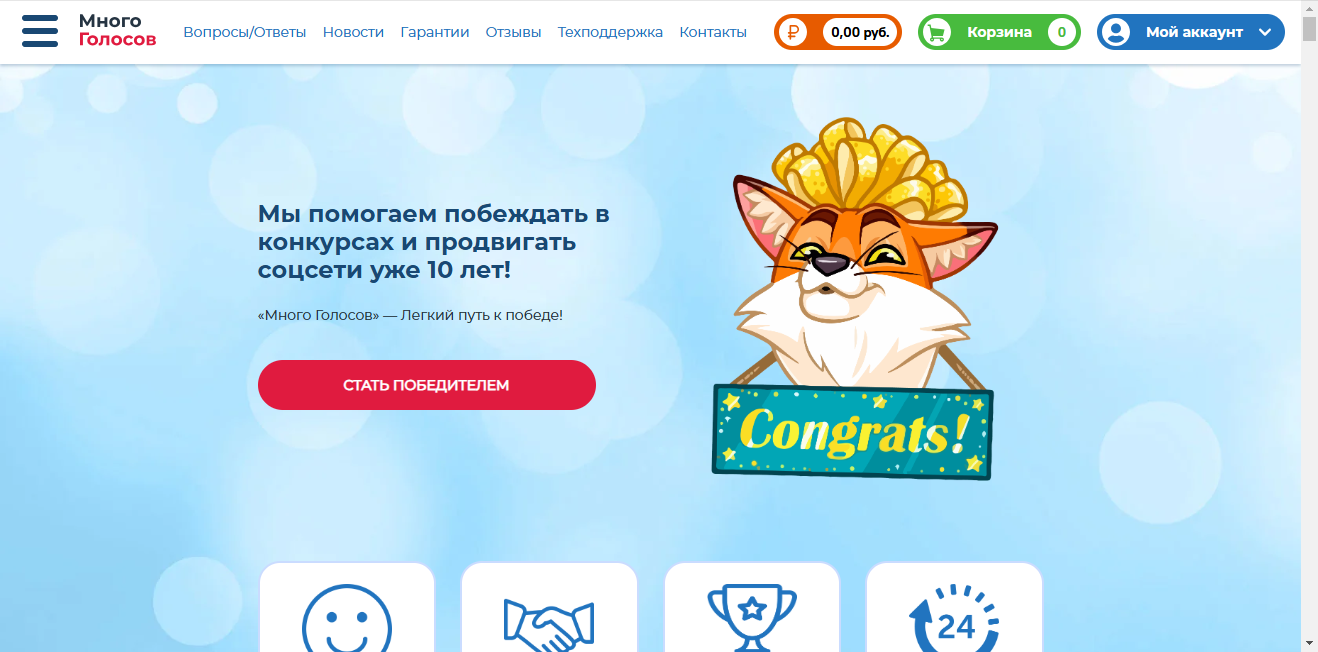 Много
Голосов
Вопросы/Ответы Новости Гарантии Отзывы Техподдержка Контакты
₽ 0,00 руб. Корзина 0 Мой аккаунт
Мы помогаем побеждать в
конкурсах и продвигать
соцсети уже 10 лет!
«Много Голосов» — Легкий путь к победе!
СТАТЬ ПОБЕДИТЕЛЕМ
Congrats!
24